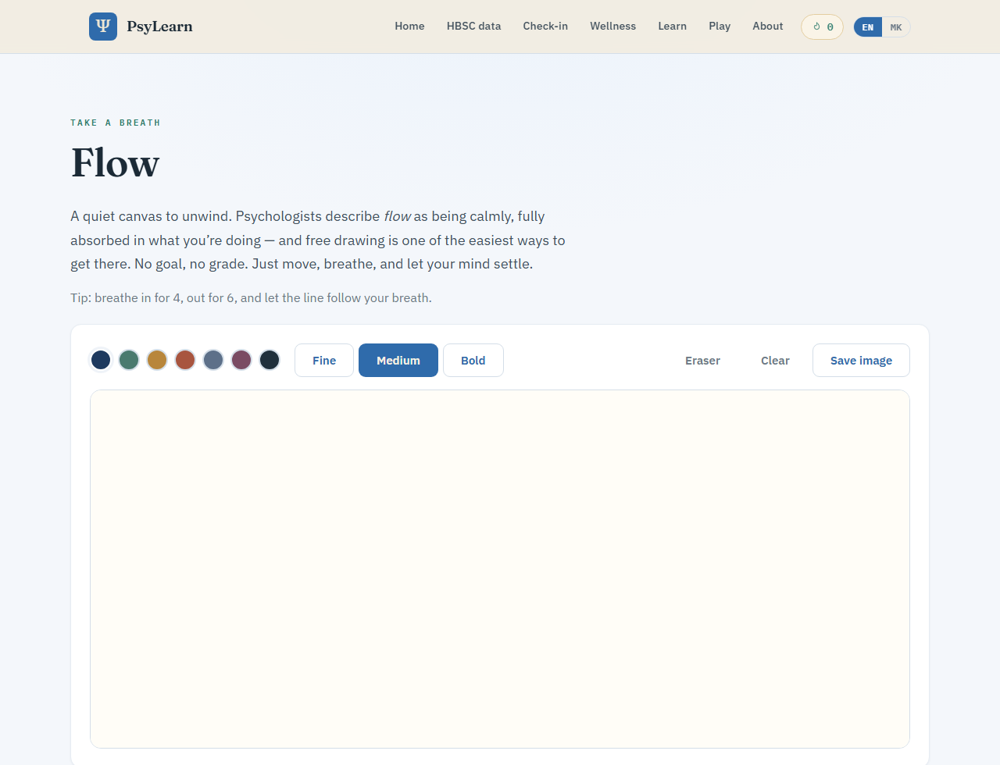 Ψ PsyLearn
Home HBSC data Check-in Wellness Learn Play About 0 EN MK
TAKE A BREATH
Flow
A quiet canvas to unwind. Psychologists describe flow as being calmly, fully
absorbed in what you’re doing — and free drawing is one of the easiest ways to
get there. No goal, no grade. Just move, breathe, and let your mind settle.
Tip: breathe in for 4, out for 6, and let the line follow your breath.
Fine Medium Bold Eraser Clear Save image